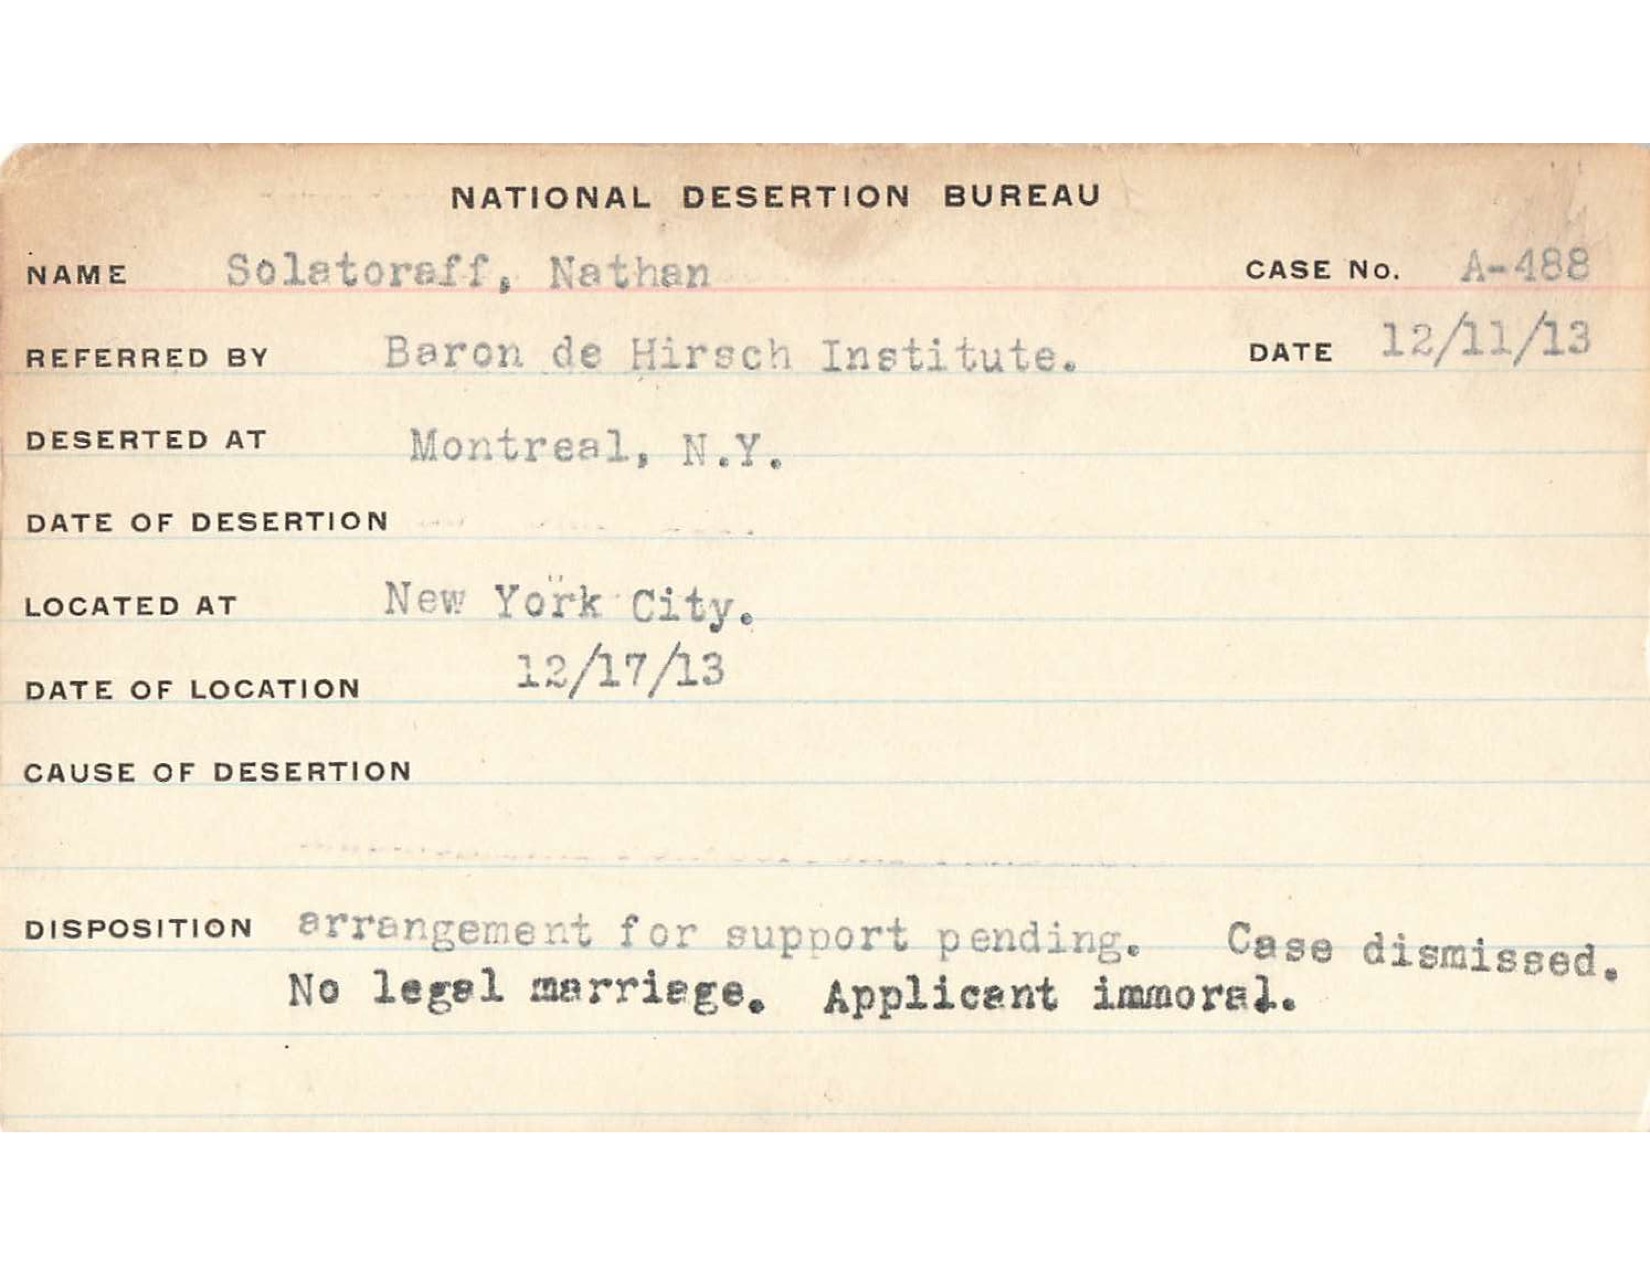 NATIONAL DESERTION BUREAU
NAME Solatoraff, Nathan CASE No. A-488
REFERRED BY Baron de Hirsch Institute. DATE 12/11/13
DESERTED AT Montreal, N.Y.
DATE OF DESERTION
LOCATED AT New York City.
DATE OF LOCATION 12/17/13
CAUSE OF DESERTION
DISPOSITION arrangement for support pending. Case dismissed.
No legal marriage. Applicant immoral.